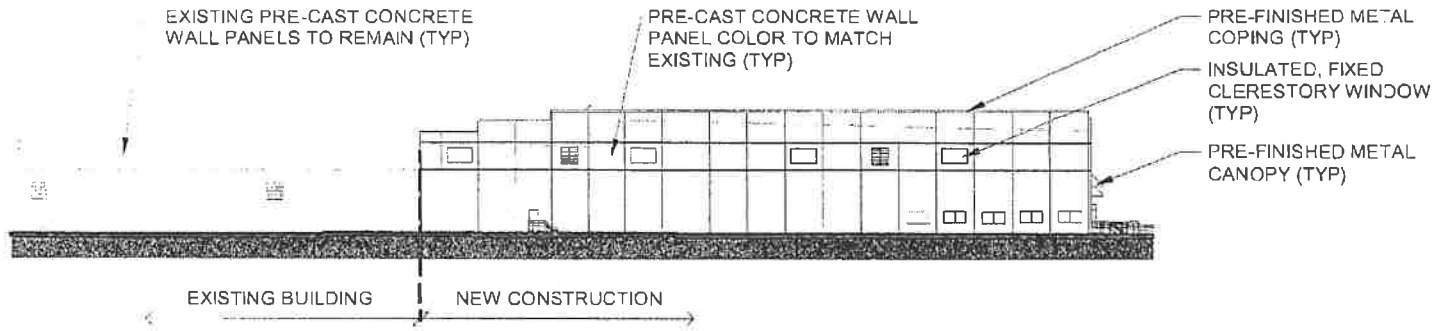 EXISTING PRE-CAST CONCRETE
WALL PANELS TO REMAIN (TYP)
PRE-CAST CONCRETE WALL
PANEL COLOR TO MATCH
EXISTING (TYP)
PRE-FINISHED METAL
COPING (TYP)
INSULATED, FIXED
CLERESTORY WINDOW
(TYP)
PRE-FINISHED METAL
CANOPY (TYP)
EXISTING BUILDING
NEW CONSTRUCTION